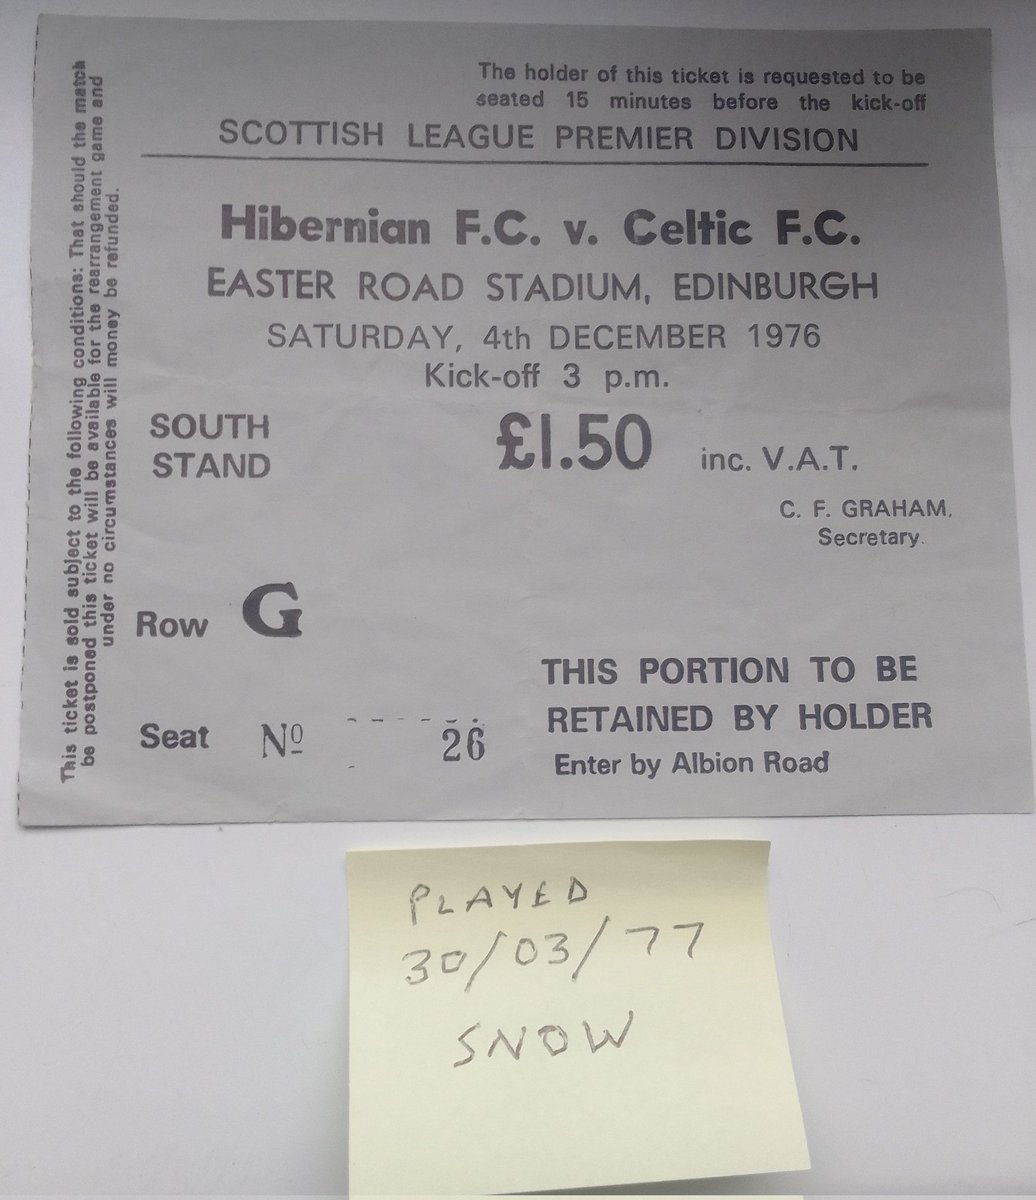 The holder of this ticket is requested to be
seated 15 minutes before the kick-off
SCOTTISH LEAGUE PREMIER DIVISION
Hibernian F.C. v. Celtic F.C.
EASTER ROAD STADIUM, EDINBURGH
SATURDAY, 4th DECEMBER 1976
Kick-off 3 p.m.
SOUTH
STAND
£1.50 inc. V.A.T.
C. F. GRAHAM,
Secretary.
Row G
Seat Nº 26
THIS PORTION TO BE
RETAINED BY HOLDER
Enter by Albion Road
This ticket is sold subject to the following conditions: That should the match
be postponed this ticket will be available for the rearrangement game and
under no circumstances will money be refunded.
PLAYED
30/03/77
SNOW